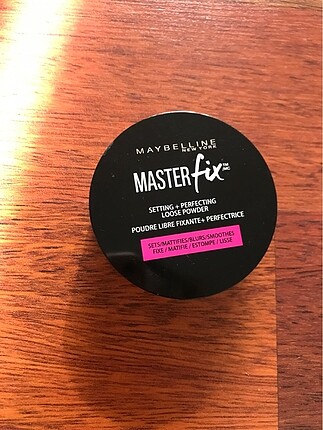 MAYBELLINE
NEW YORK
MASTER fix™
SETTING + PERFECTING
LOOSE POWDER
POUDRE LIBRE FIXANTE+ PERFECTRICE
SETS/MATTIFIES/BLURS/SMOOTHES
FIXE / MATIFIE / ESTOMPE / LISSE